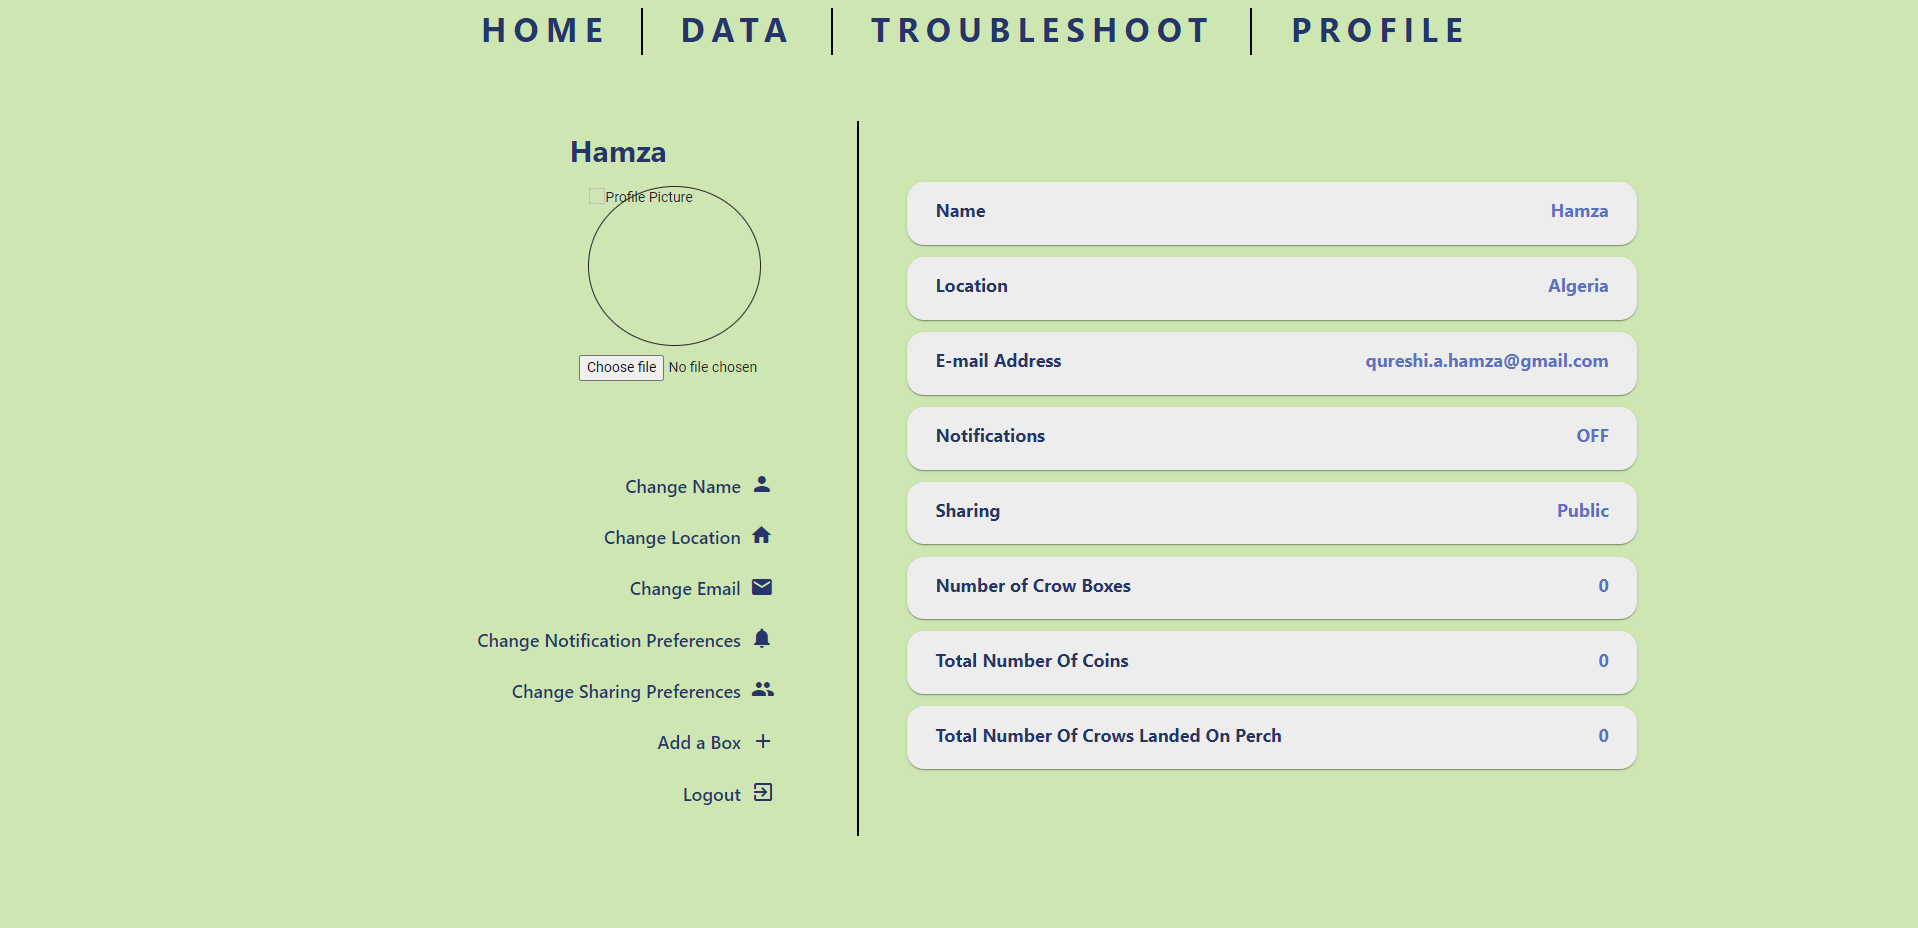 HOME DATA TROUBLESHOOT PROFILE
Hamza
Profile Picture
Choose file No file chosen
Change Name
Change Location
Change Email
Change Notification Preferences
Change Sharing Preferences
Add a Box
Logout
Name Hamza
Location Algeria
E-mail Address qureshi.a.hamza@gmail.com
Notifications OFF
Sharing Public
Number of Crow Boxes 0
Total Number Of Coins 0
Total Number Of Crows Landed On Perch 0